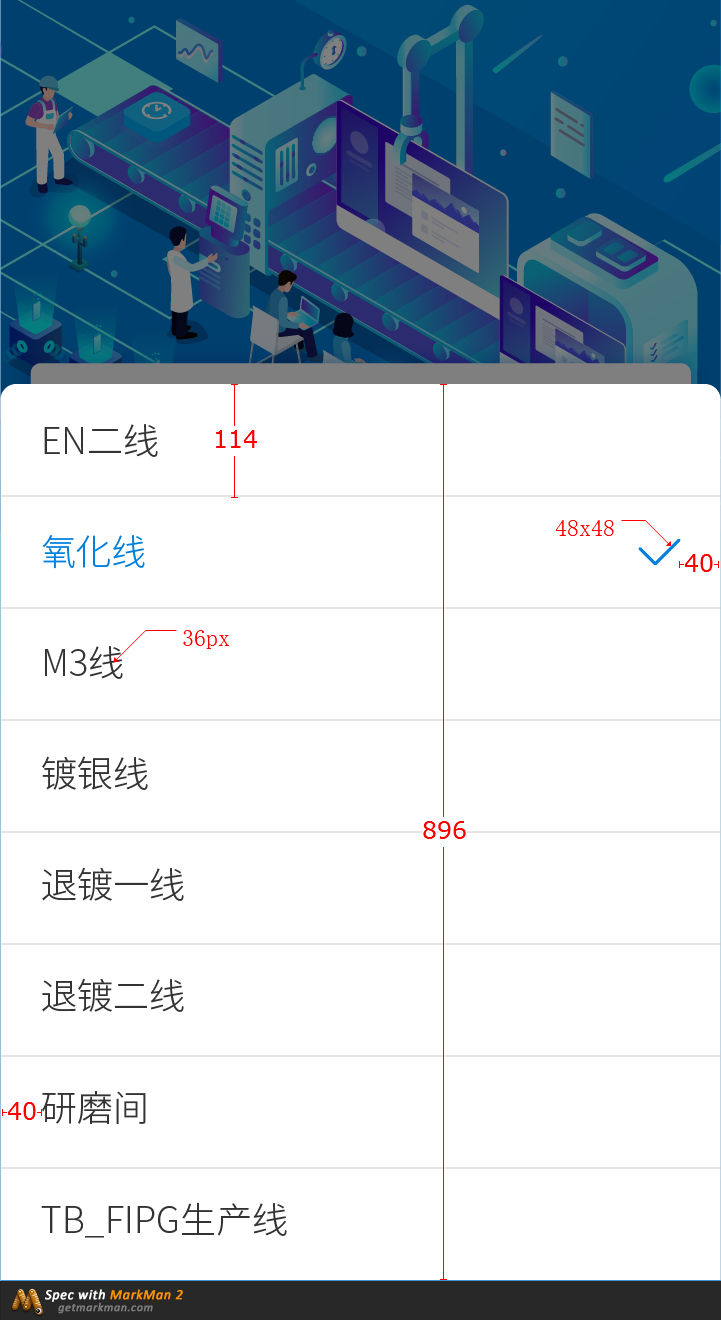 EN二线
114
氧化线
48x48
40
M3线
36px
镀银线
896
退镀一线
退镀二线
40
研磨间
TB_FIPG生产线
Spec with MarkMan 2
getmarkman.com